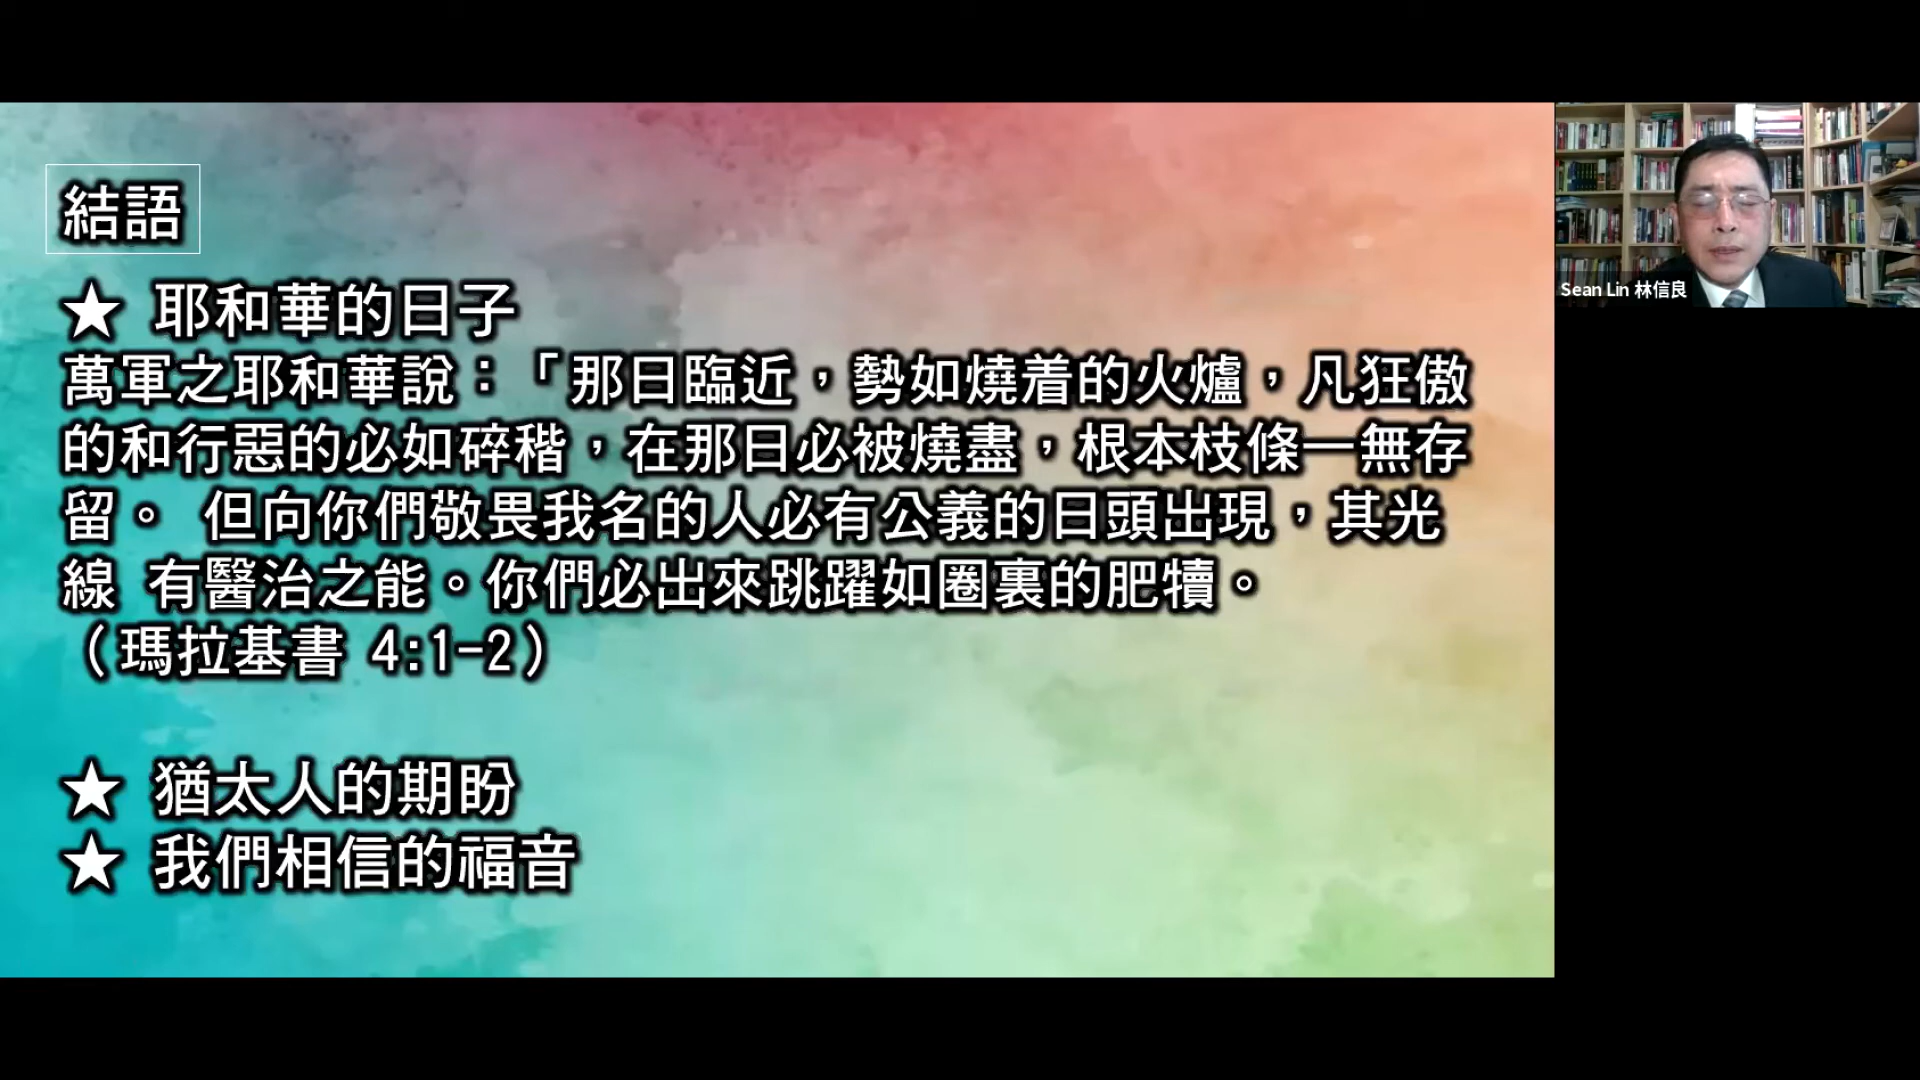 結語
★ 耶和華的日子
萬軍之耶和華說：「那日臨近，勢如燒着的火爐，凡狂傲
的和行惡的必如碎稭，在那日必被燒盡，根本枝條一無存
留。 但向你們敬畏我名的人必有公義的日頭出現，其光
線 有醫治之能。你們必出來跳躍如圈裏的肥犢。
（瑪拉基書 4:1-2）
★ 猶太人的期盼
★ 我們相信的福音
Sean Lin 林信良